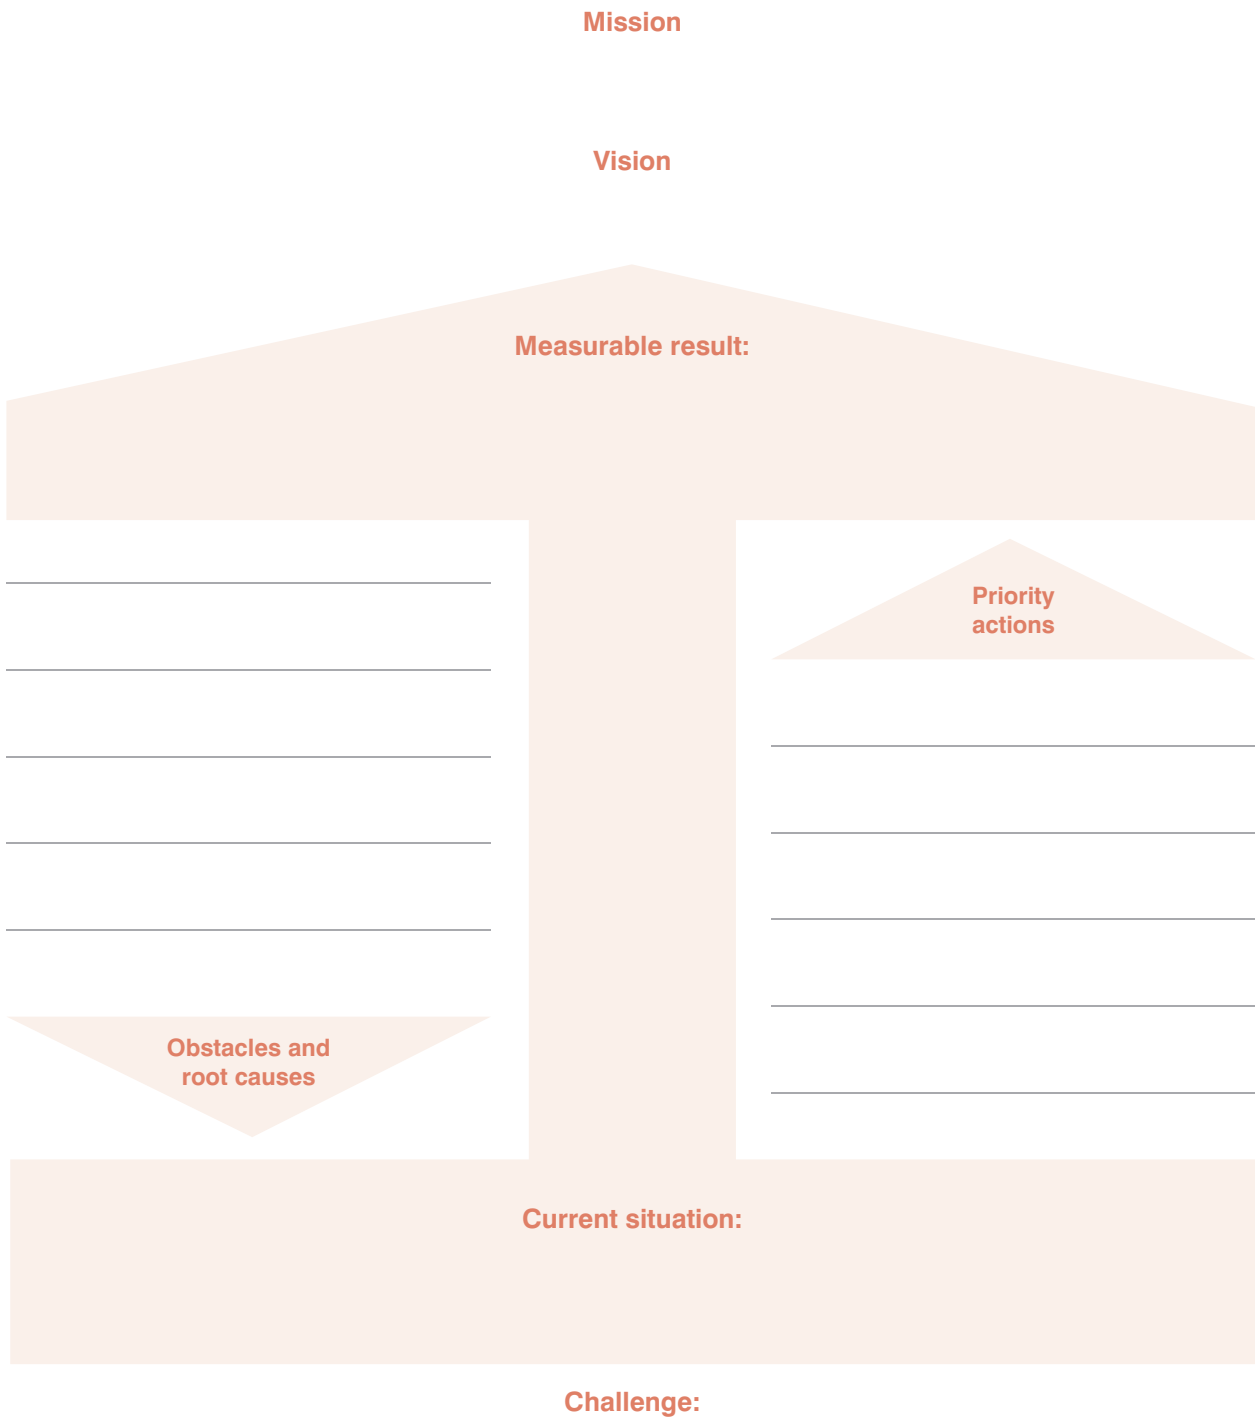 Mission
Vision
Measurable result:
Priority
actions
Obstacles and
root causes
Current situation:
Challenge: